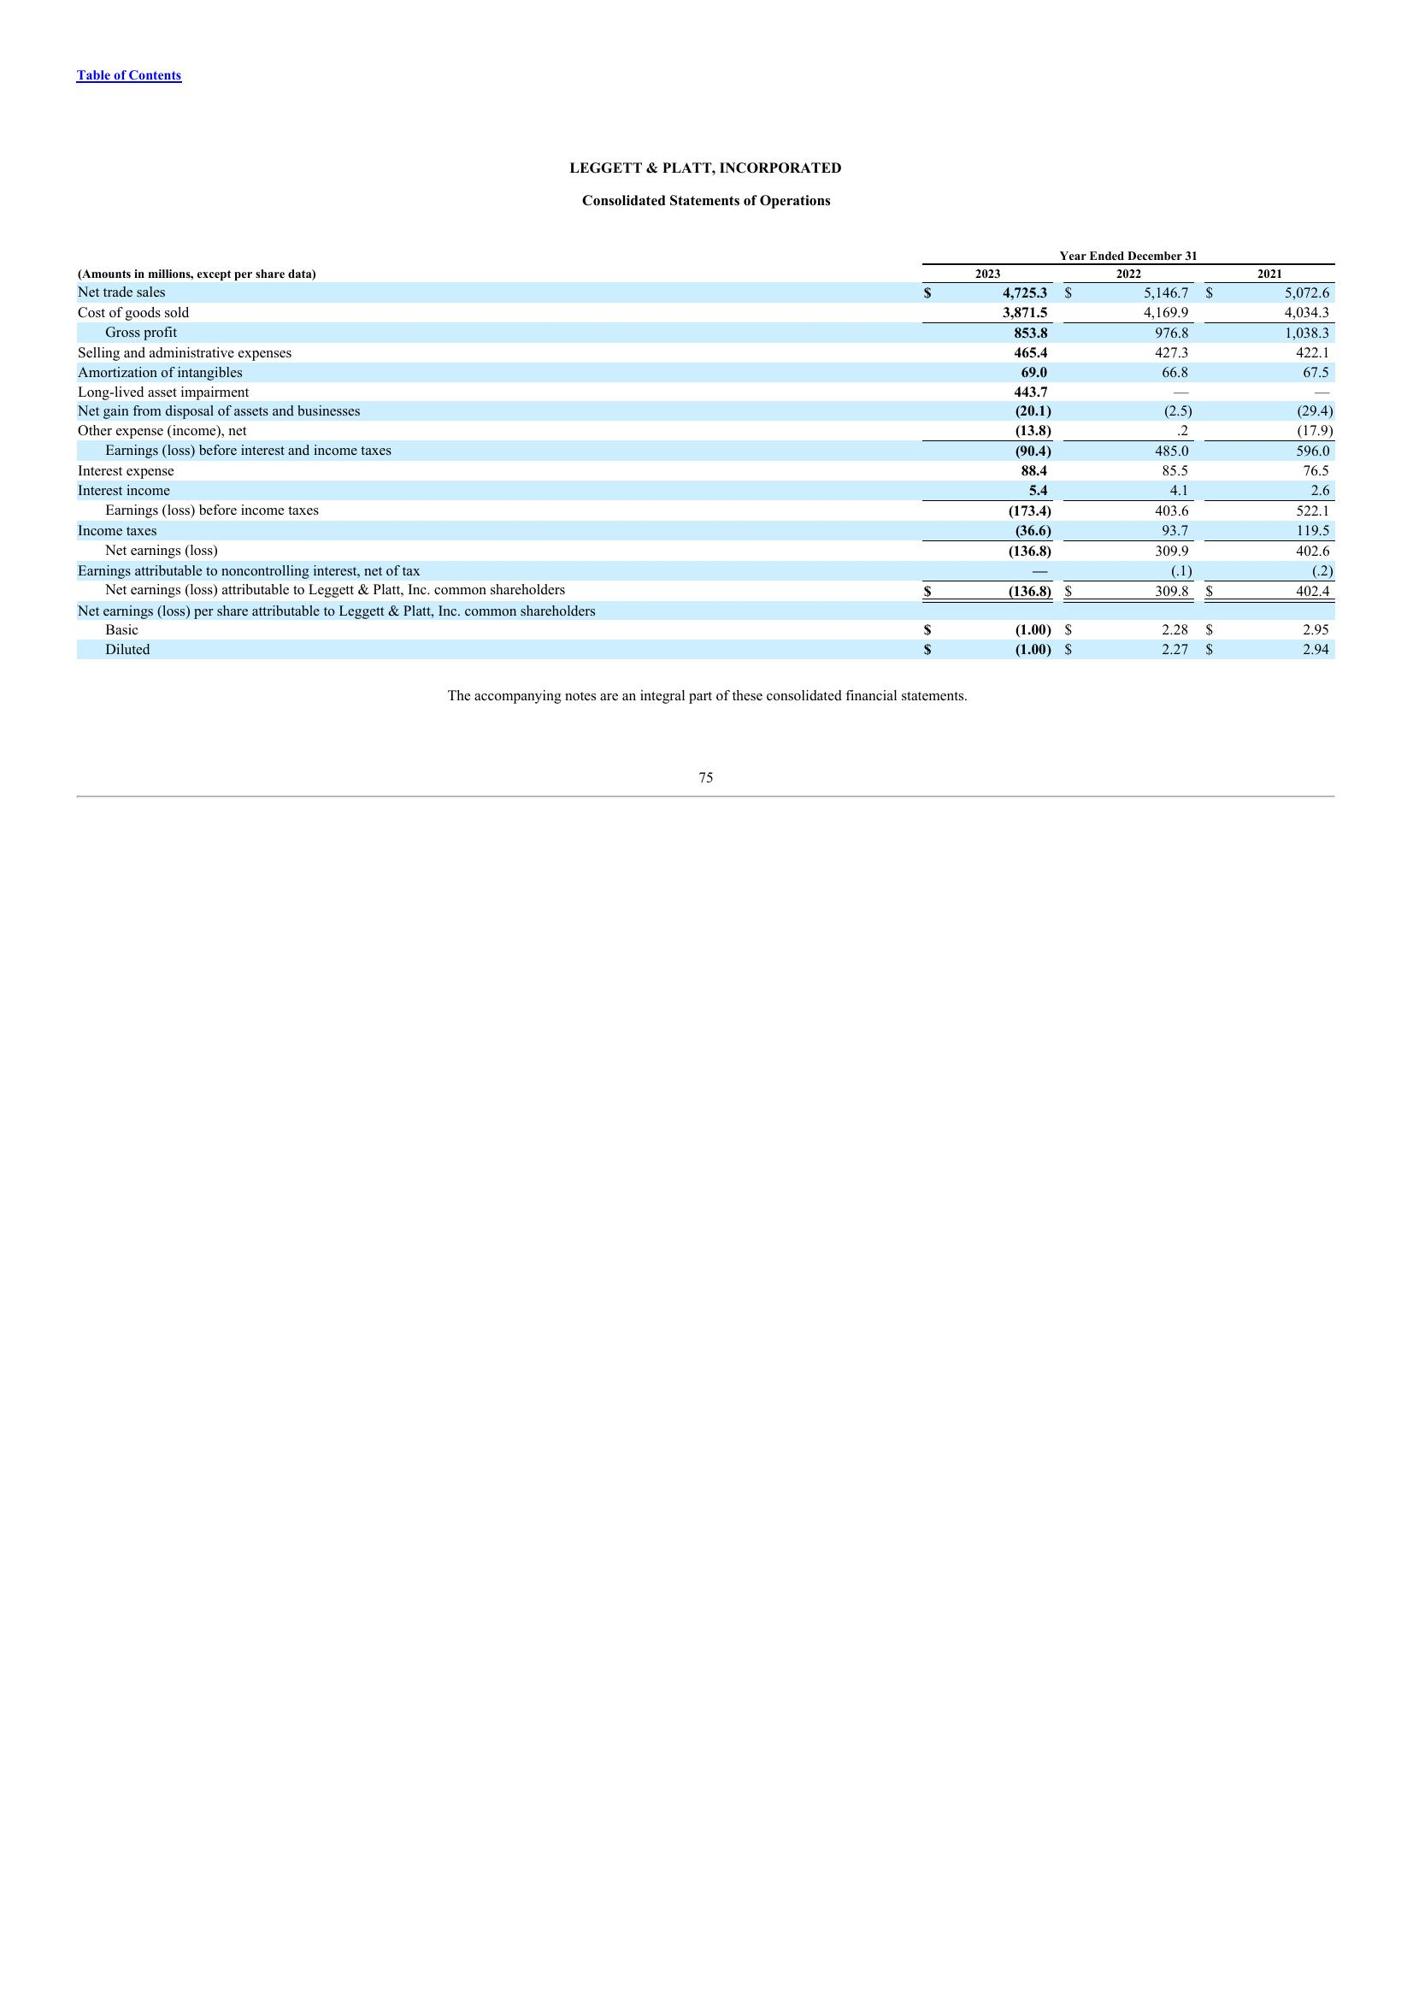 Table of Contents
LEGGETT & PLATT, INCORPORATED
Consolidated Statements of Operations
Year Ended December 31
(Amounts in millions, except per share data) 2023 2022 2021
Net trade sales $ 4,725.3 $ 5,146.7 $ 5,072.6
Cost of goods sold 3,871.5 4,169.9 4,034.3
Gross profit 853.8 976.8 1,038.3
Selling and administrative expenses 465.4 427.3 422.1
Amortization of intangibles 69.0 66.8 67.5
Long-lived asset impairment 443.7 — —
Net gain from disposal of assets and businesses (20.1) (2.5) (29.4)
Other expense (income), net (13.8) .2 (17.9)
Earnings (loss) before interest and income taxes (90.4) 485.0 596.0
Interest expense 88.4 85.5 76.5
Interest income 5.4 4.1 2.6
Earnings (loss) before income taxes (173.4) 403.6 522.1
Income taxes (36.6) 93.7 119.5
Net earnings (loss) (136.8) 309.9 402.6
Earnings attributable to noncontrolling interest, net of tax — (.1) (.2)
Net earnings (loss) attributable to Leggett & Platt, Inc. common shareholders $ (136.8) $ 309.8 $ 402.4
Net earnings (loss) per share attributable to Leggett & Platt, Inc. common shareholders
Basic $ (1.00) $ 2.28 $ 2.95
Diluted $ (1.00) $ 2.27 $ 2.94
The accompanying notes are an integral part of these consolidated financial statements.
75